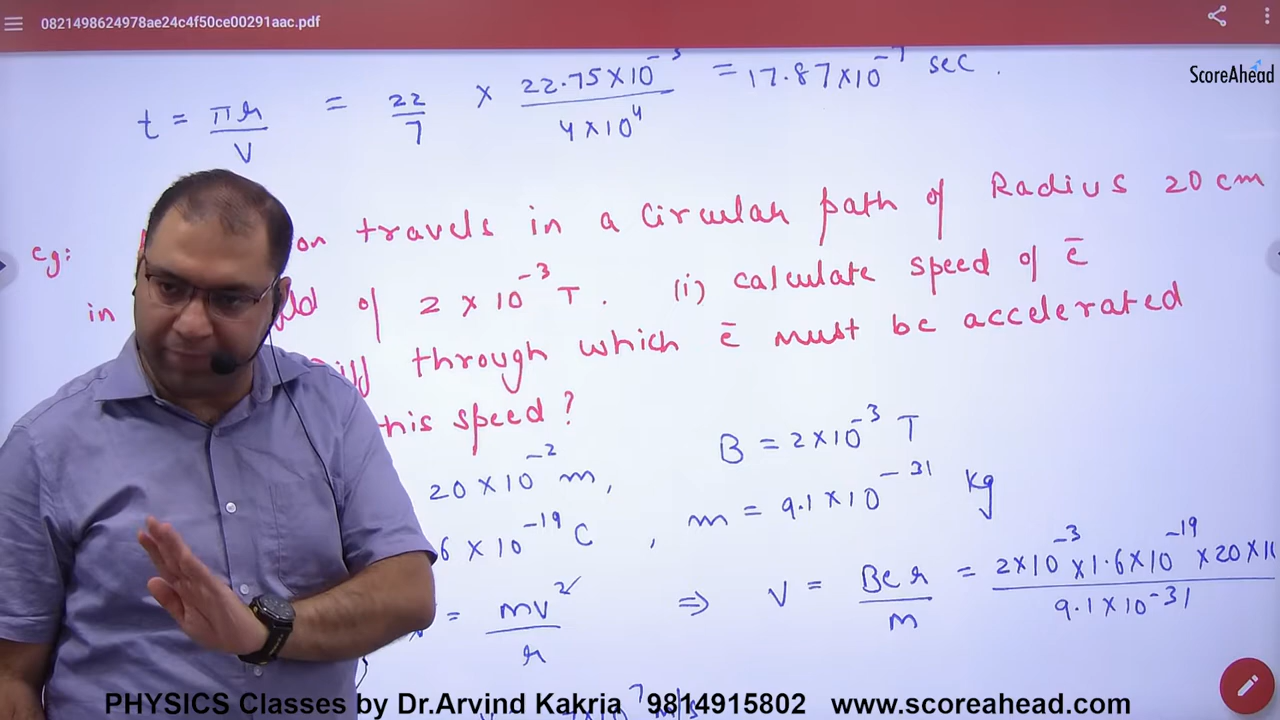 0821498624978ae24c4f50ce00291aac.pdf
ScoreAhead
t = πr/V = 22/7 × 22.75×10 / 4×10⁴ = 17.87×10⁻⁷ sec.
eg: on travels in a Circular path of Radius 20 cm
in of 2 × 10⁻³ T. (i) calculate speed of ē
through which ē must be accelerated
his speed?
20 × 10⁻² m, B = 2×10⁻³ T
6 × 10⁻¹⁹ C, m = 9.1 × 10⁻³¹ kg
= mv²/r ⇒ V = Ber/m = 2×10⁻³ × 1.6×10⁻¹⁹ × 20 × 10 / 9.1×10⁻³¹
m/s
PHYSICS Classes by Dr.Arvind Kakria 9814915802 www.scoreahead.com